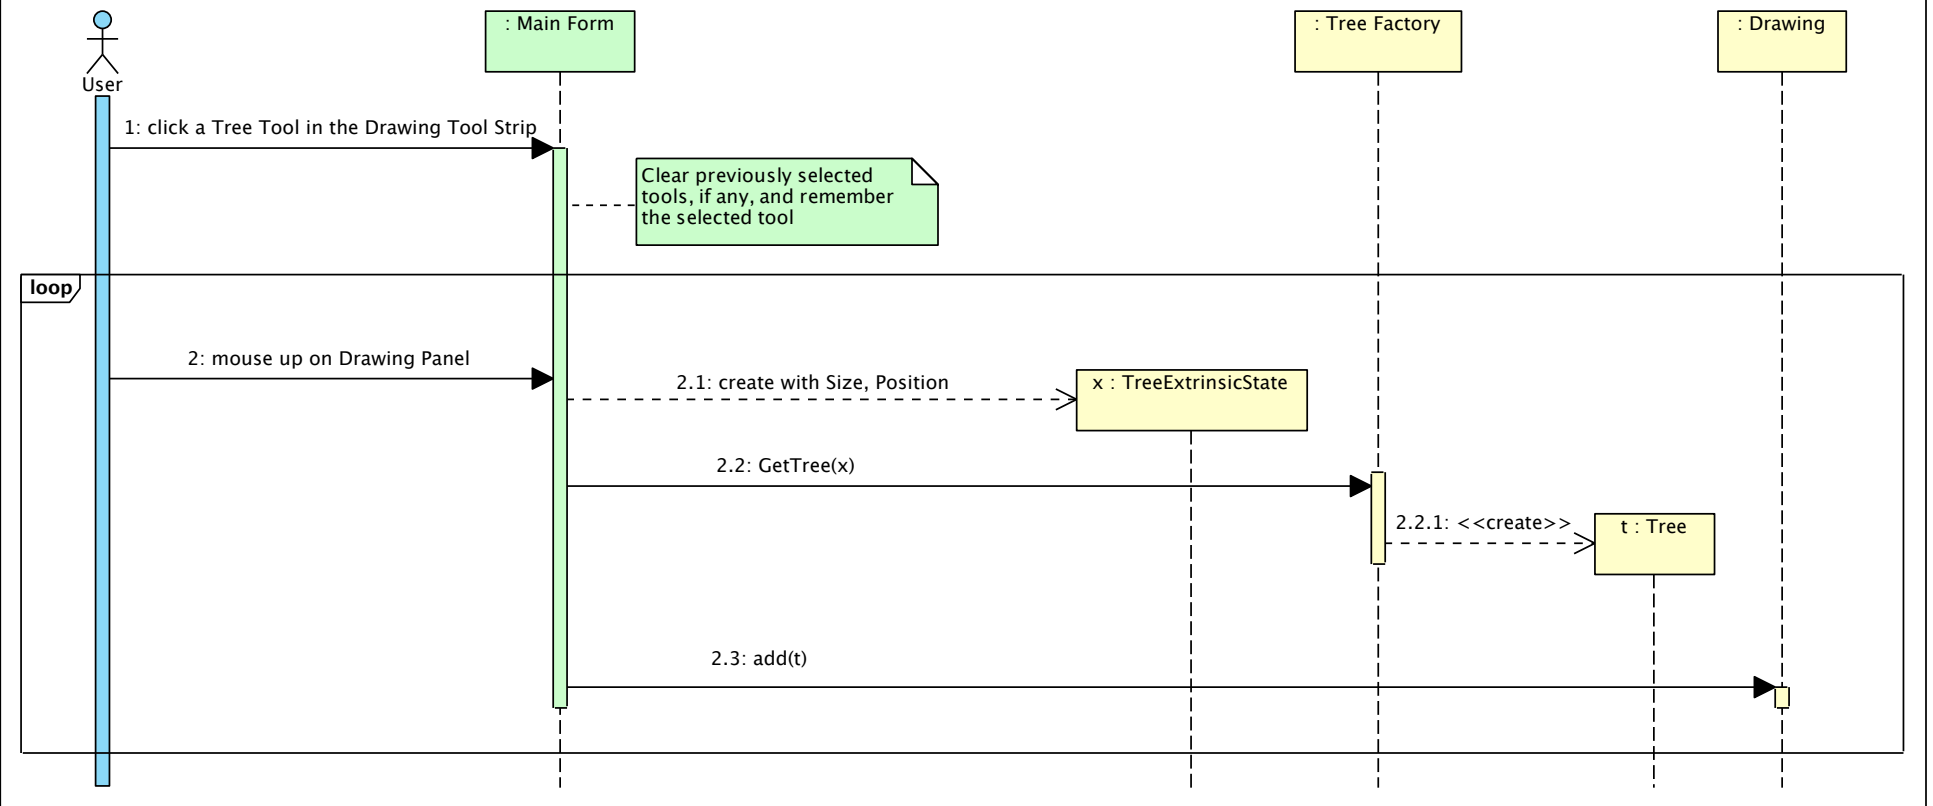 : Main Form
: Tree Factory
: Drawing
User
1: click a Tree Tool in the Drawing Tool Strip
Clear previously selected
tools, if any, and remember
the selected tool
loop
2: mouse up on Drawing Panel
2.1: create with Size, Position
x : TreeExtrinsicState
2.2: GetTree(x)
2.2.1: <<create>>
t : Tree
2.3: add(t)